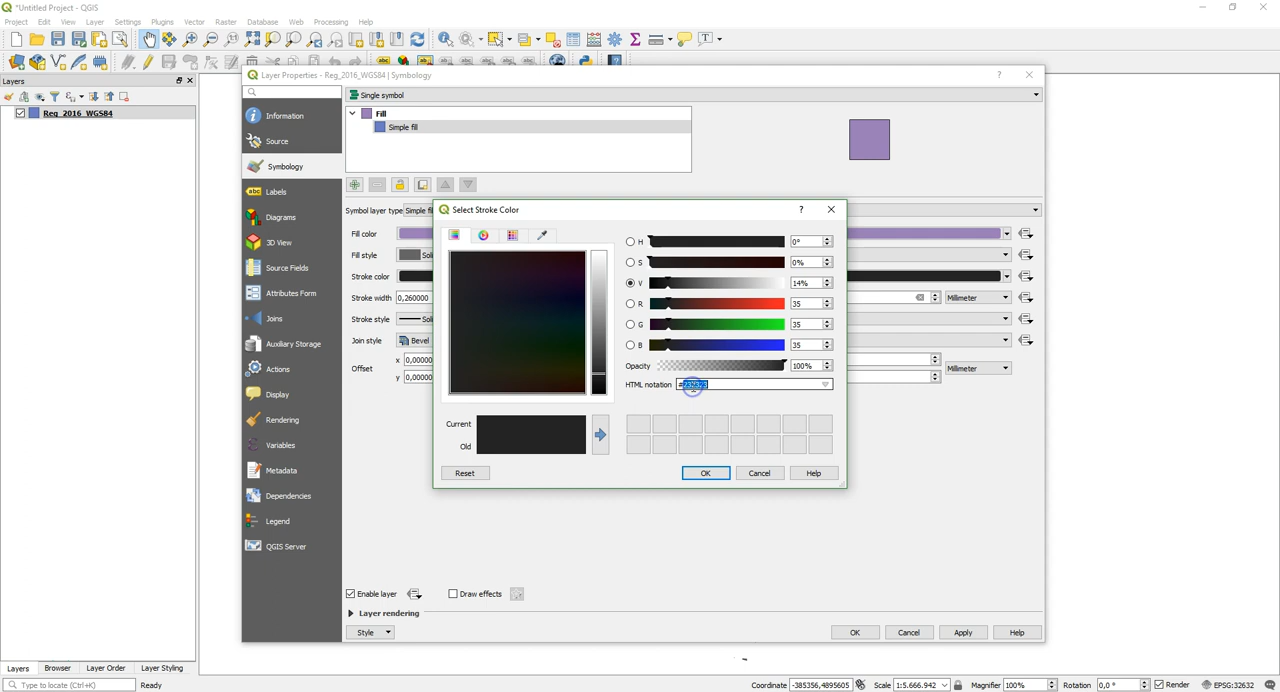 *Untitled Project - QGIS
Project Edit View Layer Settings Plugins Vector Raster Database Web Processing Help
Layers
Reg_2016_WGS84
Layer Properties - Reg_2016_WGS84 | Symbology
Information
Source
Symbology
Labels
Diagrams
3D View
Source Fields
Attributes Form
Joins
Auxiliary Storage
Actions
Display
Rendering
Variables
Metadata
Dependencies
Legend
QGIS Server
Single symbol
Fill
Simple fill
Symbol layer type Simple fil
Fill color
Fill style Soli
Stroke color
Stroke width 0,260000 Millimeter
Stroke style Soli
Join style Bevel
Offset x 0,0000 Millimeter
y 0,0000
Select Stroke Color
H 0°
S 0%
V 14%
R 35
G 35
B 35
Opacity 100%
HTML notation
Current
Old
Reset OK Cancel Help
Enable layer Draw effects
Layer rendering
Style OK Cancel Apply Help
Layers Browser Layer Order Layer Styling
Type to locate (Ctrl+K) Ready Coordinate -385356,4895605 Scale 1:5.666.942 Magnifier 100% Rotation 0,0 ° Render EPSG:32632